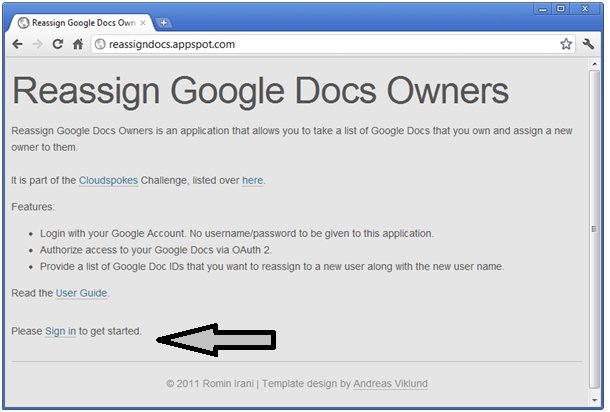 Reassign Google Docs Own
reassigndocs.appspot.com
Reassign Google Docs Owners
Reassign Google Docs Owners is an application that allows you to take a list of Google Docs that you own and assign a new
owner to them.
It is part of the Cloudspokes Challenge, listed over here.
Features:
• Login with your Google Account. No username/password to be given to this application.
• Authorize access to your Google Docs via OAuth 2.
• Provide a list of Google Doc IDs that you want to reassign to a new user along with the new user name.
Read the User Guide.
Please Sign in to get started.
© 2011 Romin Irani | Template design by Andreas Viklund